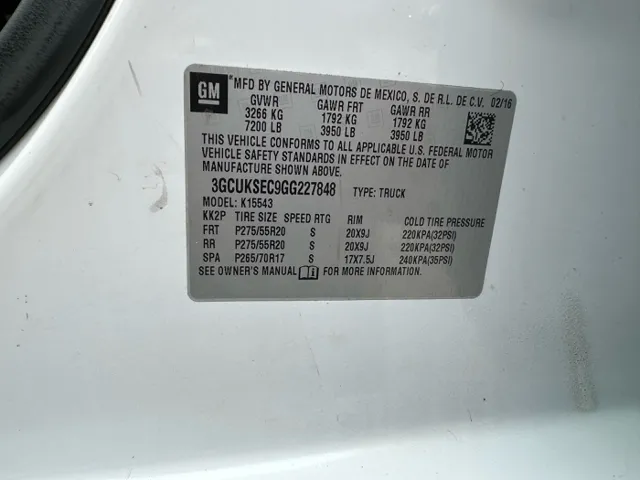 GM *MFD BY GENERAL MOTORS DE MEXICO, S. DE R.L. DE C.V. 02/16
GVWR GAWR FRT GAWR RR
3266 KG 1792 KG 1792 KG
7200 LB 3950 LB 3950 LB
THIS VEHICLE CONFORMS TO ALL APPLICABLE U.S. FEDERAL MOTOR
VEHICLE SAFETY STANDARDS IN EFFECT ON THE DATE OF
MANUFACTURE SHOWN ABOVE.
3GCUKSEC9GG227848 TYPE: TRUCK
MODEL: K15543
KK2P TIRE SIZE SPEED RTG RIM COLD TIRE PRESSURE
FRT P275/55R20 S 20X9J 220KPA(32PSI)
RR P275/55R20 S 20X9J 220KPA(32PSI)
SPA P265/70R17 S 17X7.5J 240KPA(35PSI)
SEE OWNER'S MANUAL FOR MORE INFORMATION.